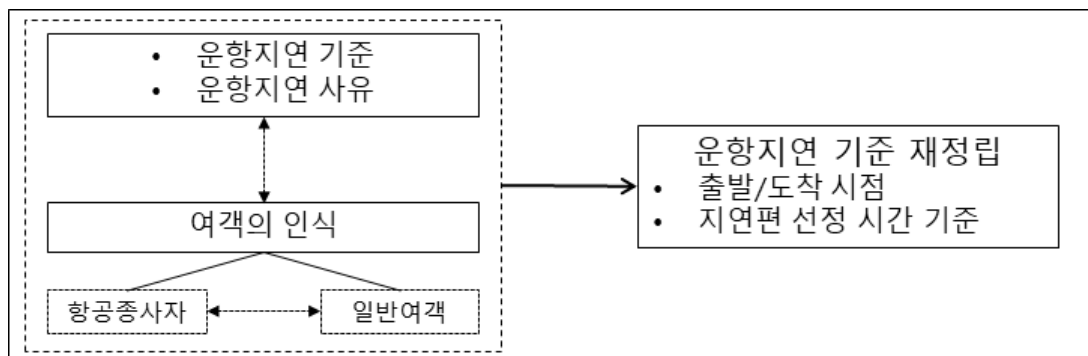 • 운항지연 기준
• 운항지연 사유
여객의 인식
항공종사자
일반여객
운항지연 기준 재정립
• 출발/도착 시점
• 지연편 선정 시간 기준